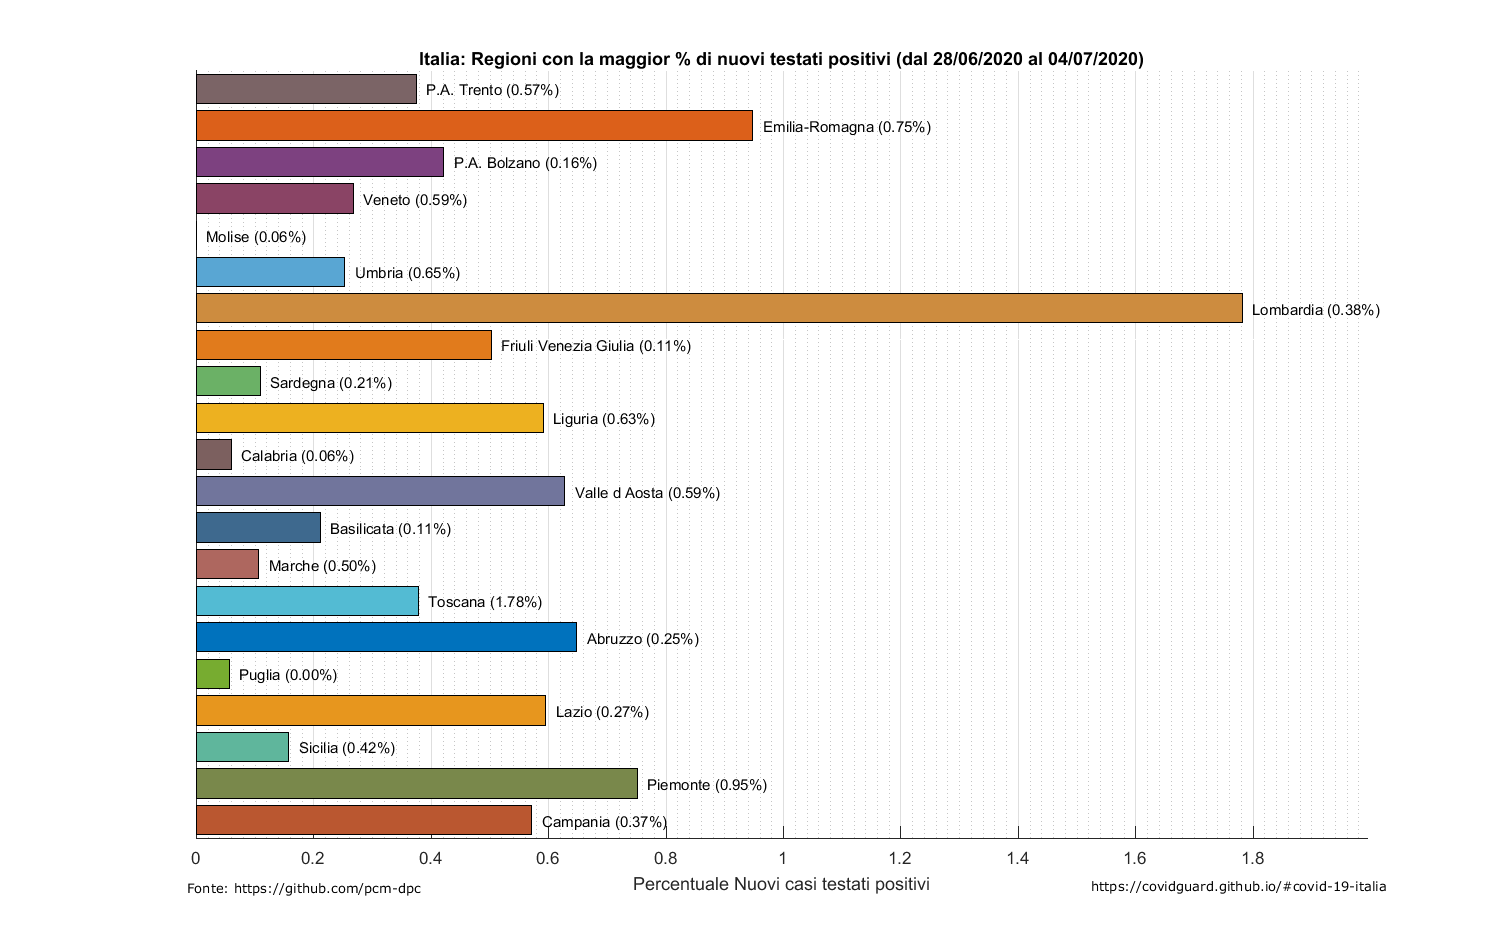 Italia: Regioni con la maggior % di nuovi testati positivi (dal 28/06/2020 al 04/07/2020)
P.A. Trento (0.57%)
Emilia-Romagna (0.75%)
P.A. Bolzano (0.16%)
Veneto (0.59%)
Molise (0.06%)
Umbria (0.65%)
Lombardia (0.38%)
Friuli Venezia Giulia (0.11%)
Sardegna (0.21%)
Liguria (0.63%)
Calabria (0.06%)
Valle d Aosta (0.59%)
Basilicata (0.11%)
Marche (0.50%)
Toscana (1.78%)
Abruzzo (0.25%)
Puglia (0.00%)
Lazio (0.27%)
Sicilia (0.42%)
Piemonte (0.95%)
Campania (0.37%)
0 0.2 0.4 0.6 0.8 1 1.2 1.4 1.6 1.8
Percentuale Nuovi casi testati positivi
Fonte: https://github.com/pcm-dpc
https://covidguard.github.io/#covid-19-italia